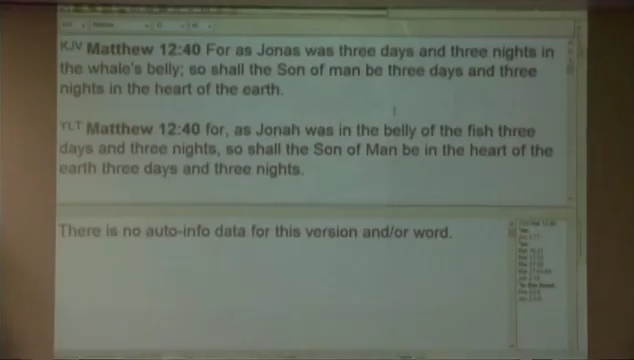 KJV Matthew 12:40 For as Jonas was three days and three nights in
the whale's belly; so shall the Son of man be three days and three
nights in the heart of the earth.
YLT Matthew 12:40 for, as Jonah was in the belly of the fish three
days and three nights, so shall the Son of Man be in the heart of the
earth three days and three nights.
There is no auto-info data for this version and/or word.